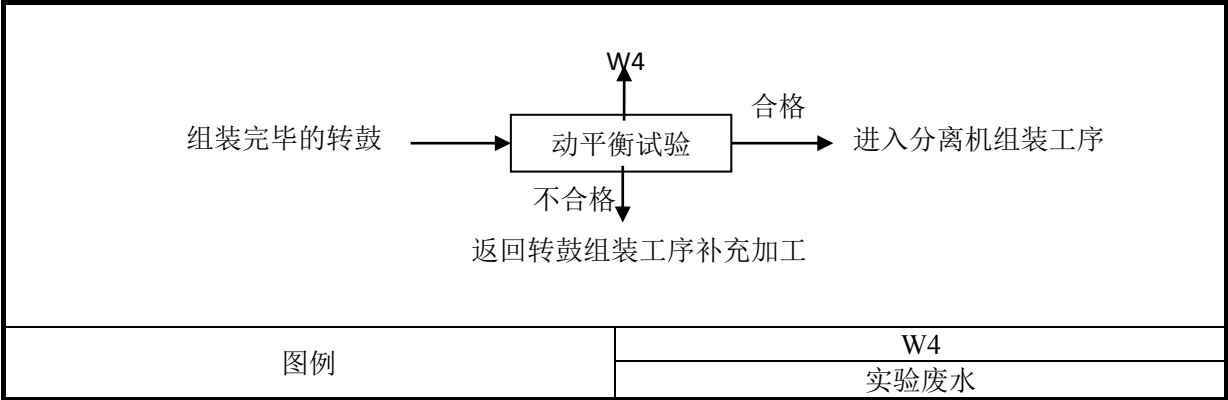 W4
合格
组装完毕的转鼓
动平衡试验
进入分离机组装工序
不合格
返回转鼓组装工序补充加工
图例
W4
实验废水